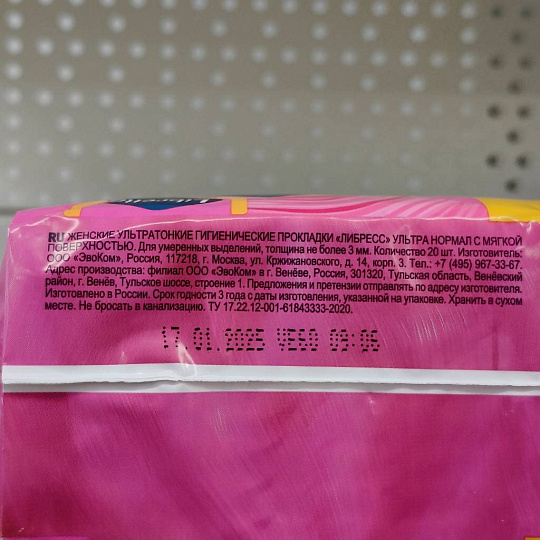 Libresse
RU ЖЕНСКИЕ УЛЬТРАТОНКИЕ ГИГИЕНИЧЕСКИЕ ПРОКЛАДКИ «ЛИБРЕСС» УЛЬТРА НОРМАЛ С МЯГКОЙ
ПОВЕРХНОСТЬЮ. Для умеренных выделений, толщина не более 3 мм. Количество 20 шт. Изготовитель:
ООО «ЭвоКом», Россия, 117218, г. Москва, ул. Кржижановского, д. 14, корп. 3. Тел.: +7 (495) 967-33-67.
Адрес производства: филиал ООО «ЭвоКом» в г. Венёве, Россия, 301320, Тульская область, Венёвский
район, г. Венёв, Тульское шоссе, строение 1. Предложения и претензии отправлять по адресу изготовителя.
Изготовлено в России. Срок годности 3 года с даты изготовления, указанной на упаковке. Хранить в сухом
месте. Не бросать в канализацию. ТУ 17.22.12-001-61843333-2020.
17.01.2025 VE60 09:06